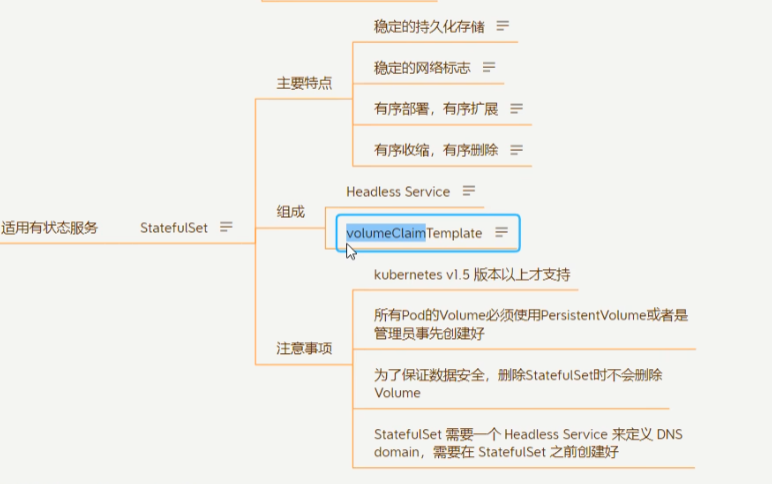 稳定的持久化存储
稳定的网络标志
主要特点
有序部署，有序扩展
有序收缩，有序删除
Headless Service
组成
适用有状态服务
StatefulSet
volumeClaimTemplate
kubernetes v1.5 版本以上才支持
所有Pod的Volume必须使用PersistentVolume或者是
管理员事先创建好
注意事项
为了保证数据安全，删除StatefulSet时不会删除
Volume
StatefulSet 需要一个 Headless Service 来定义 DNS
domain，需要在 StatefulSet 之前创建好